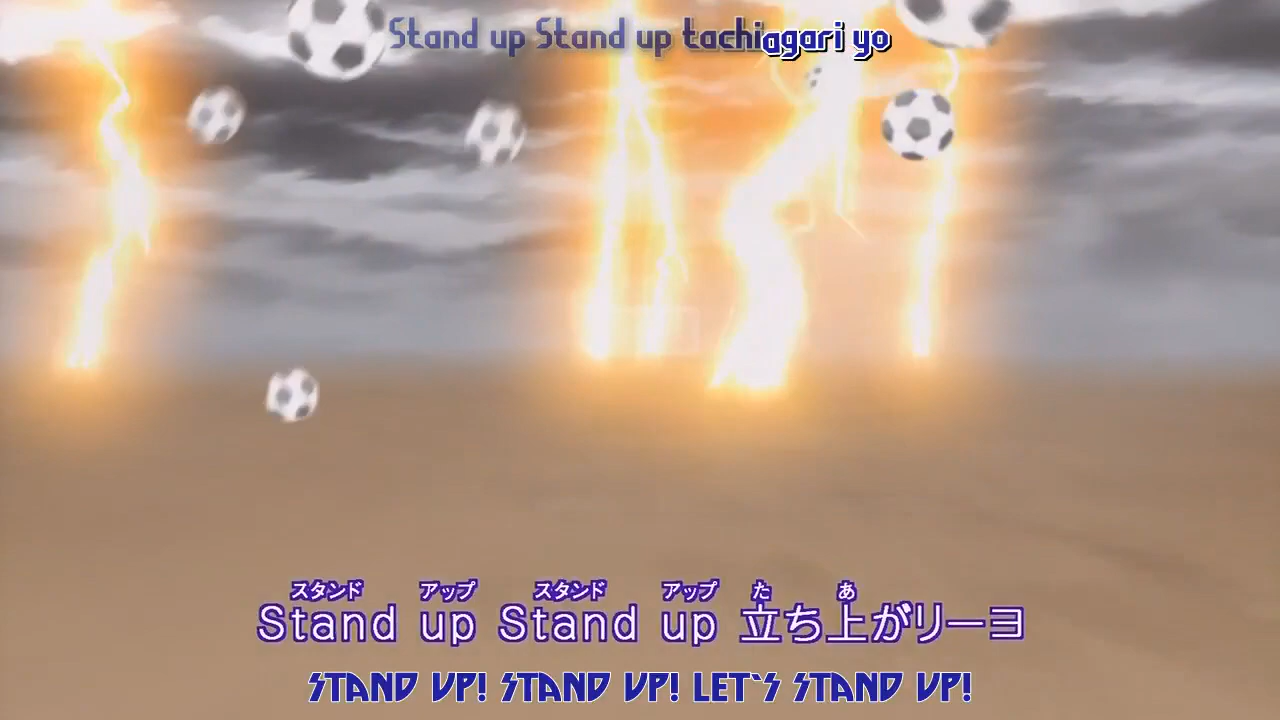 Stand up Stand up tachiagari yo
スタンド アップ スタンド アップ た あ
Stand up Stand up 立ち上がリーヨ
STAND UP! STAND UP! LET`S STAND UP!